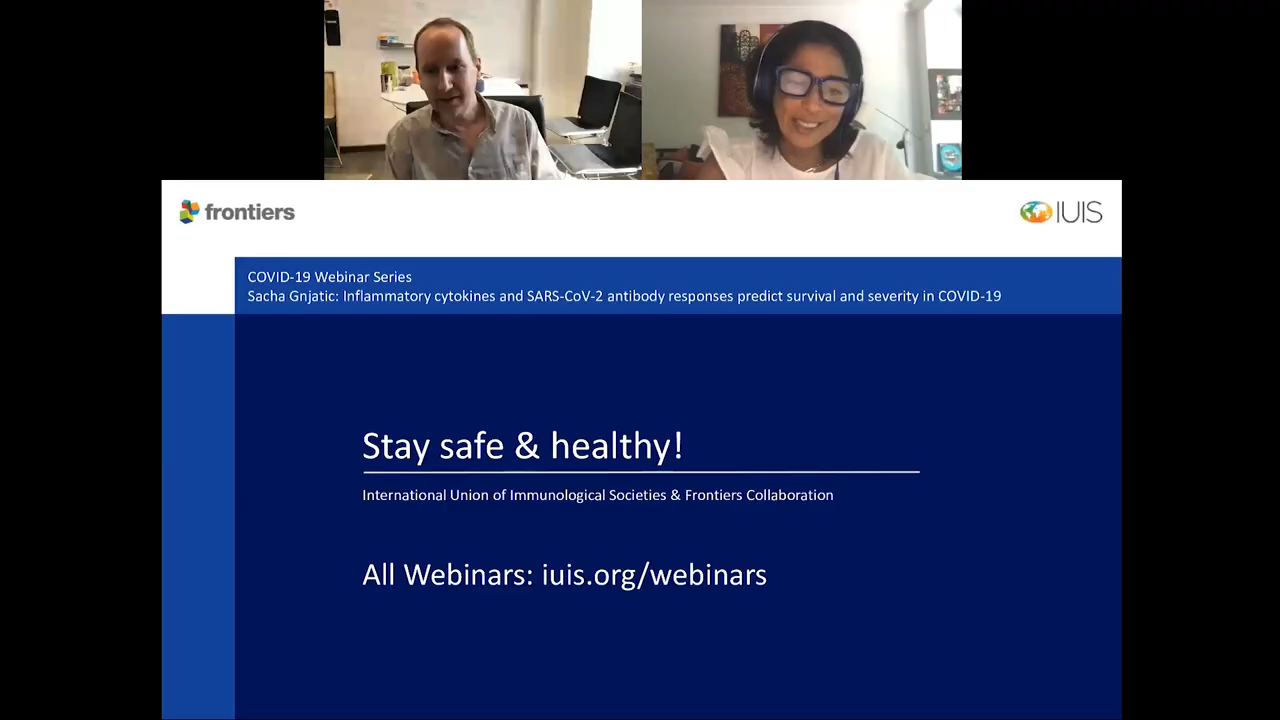 frontiers
IUIS
COVID-19 Webinar Series
Sacha Gnjatic: Inflammatory cytokines and SARS-CoV-2 antibody responses predict survival and severity in COVID-19
Stay safe & healthy!
International Union of Immunological Societies & Frontiers Collaboration
All Webinars: iuis.org/webinars